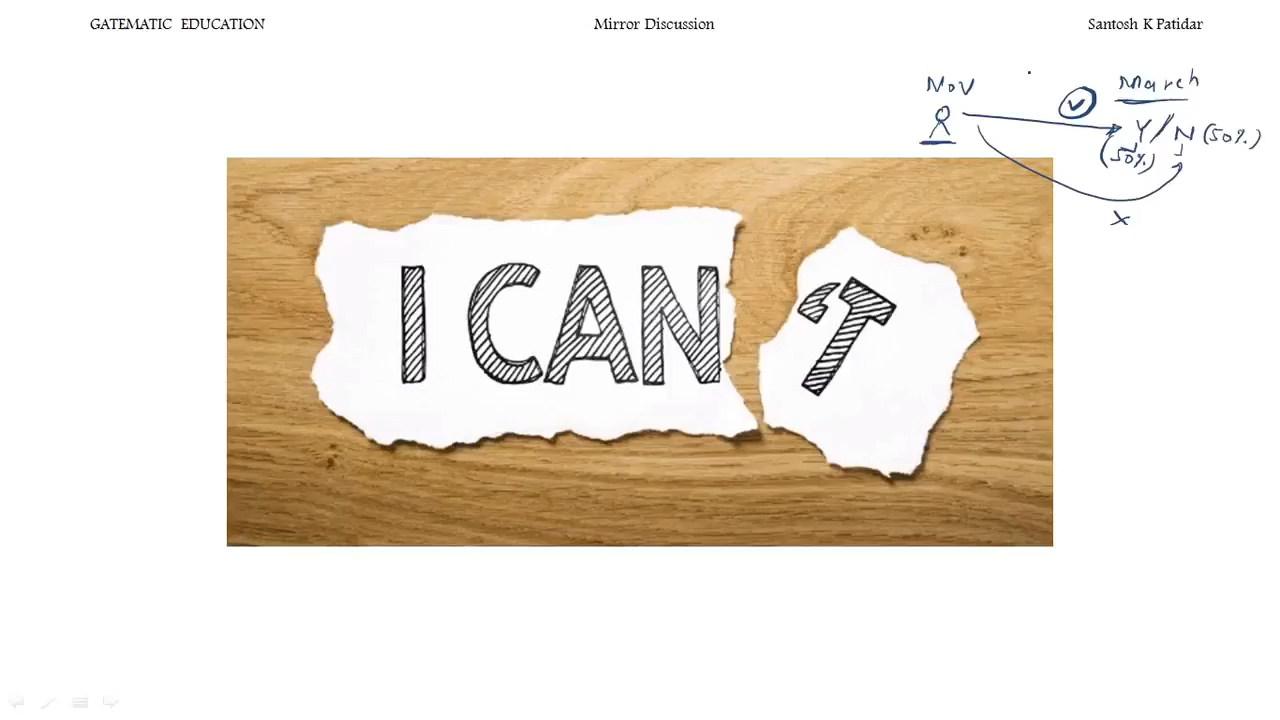 GATEMATIC EDUCATION Mirror Discussion Santosh K Patidar
Nov March
Y/N (50%)
(50%)
I CAN 'T